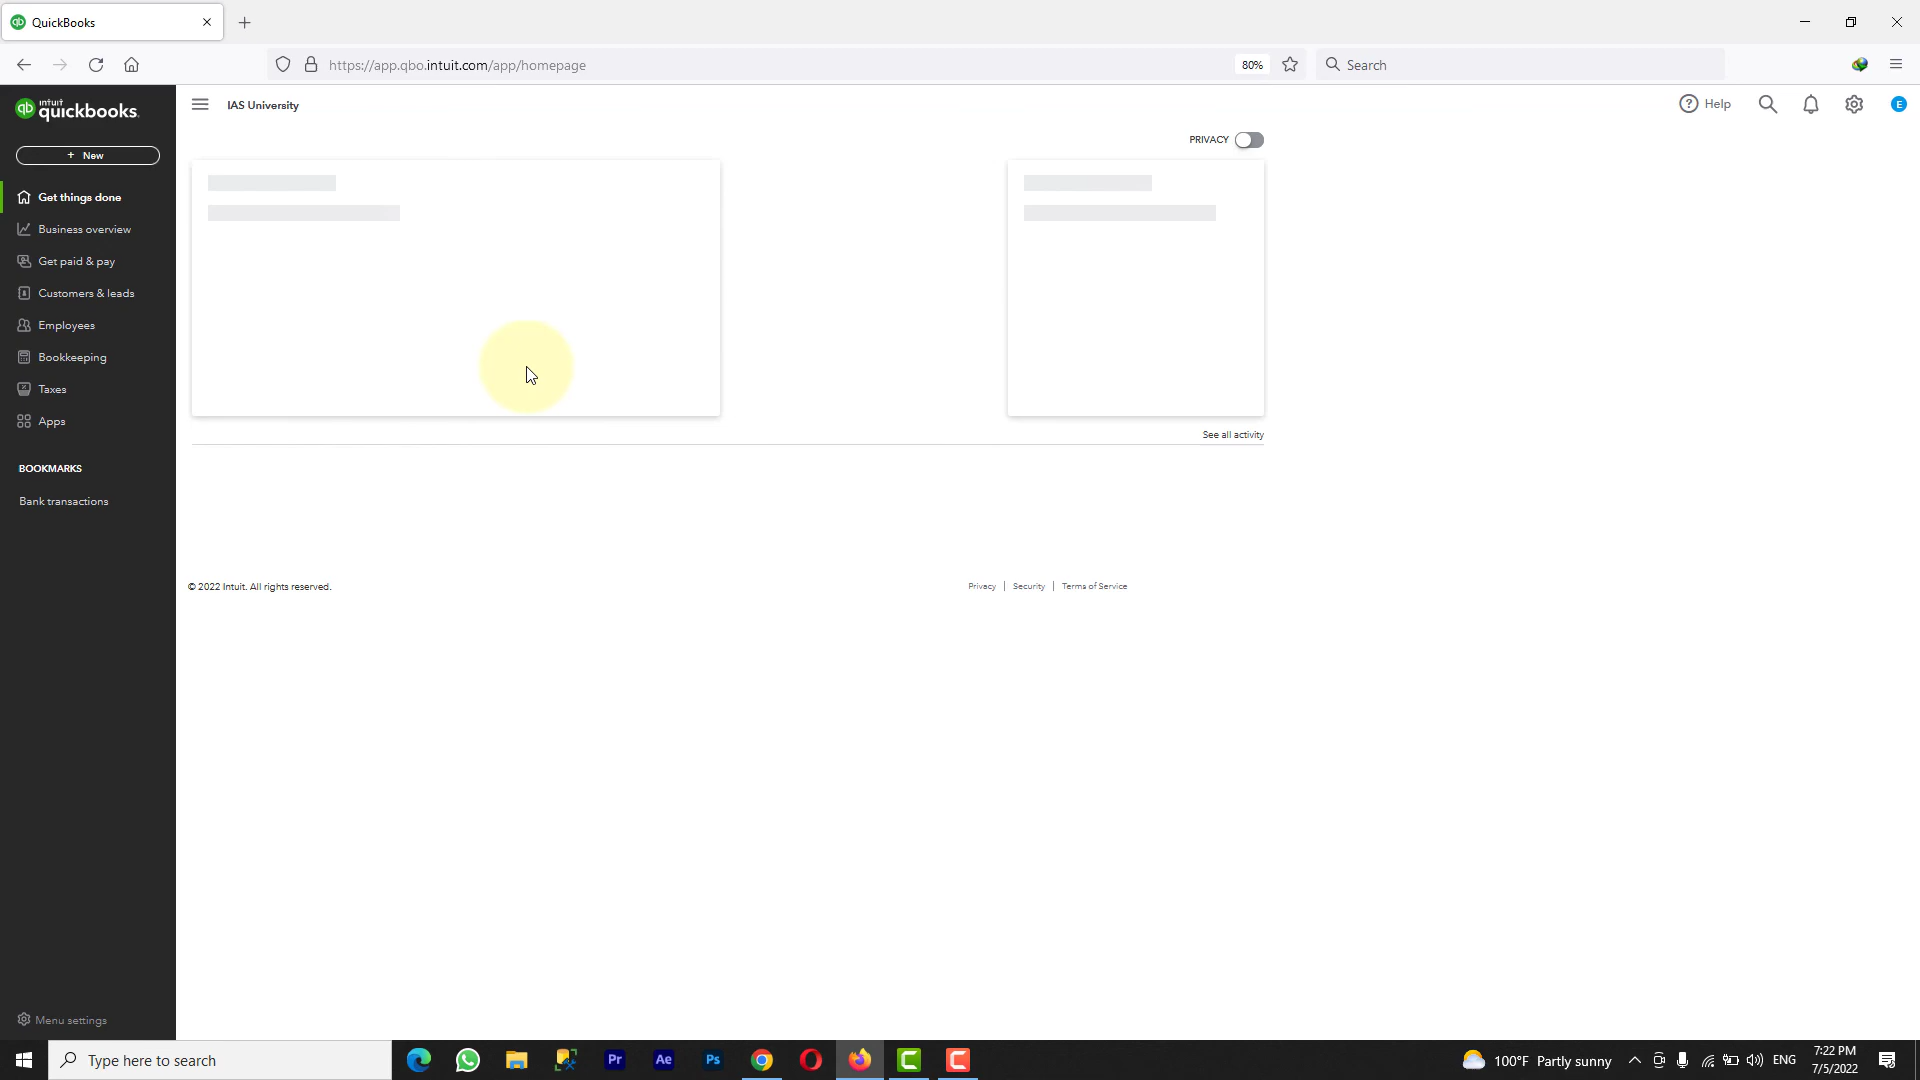 QuickBooks
https://app.qbo.intuit.com/app/homepage
80%
Search
intuit
quickbooks.
IAS University
Help
E
PRIVACY
+ New
Get things done
Business overview
Get paid & pay
Customers & leads
Employees
Bookkeeping
Taxes
Apps
See all activity
BOOKMARKS
Bank transactions
© 2022 Intuit. All rights reserved.
Privacy | Security | Terms of Service
Menu settings
Type here to search
Pr
Ae
Ps
100°F Partly sunny
ENG
7:22 PM
7/5/2022